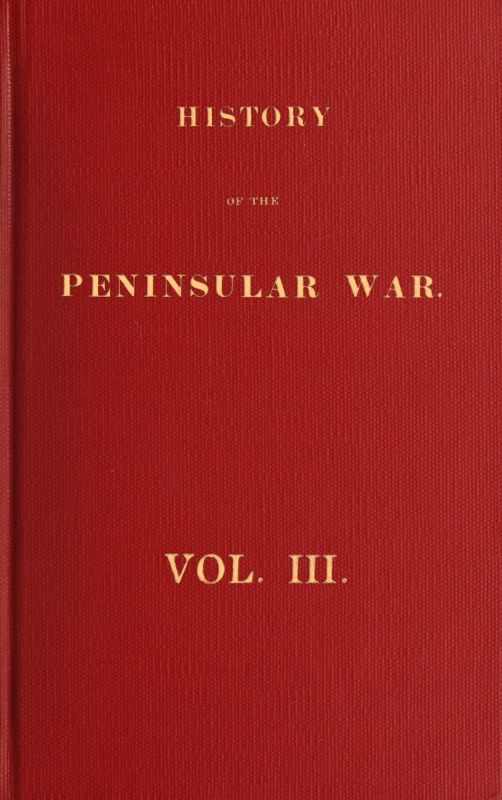 HISTORY
OF THE
PENINSULAR WAR.
VOL. III.